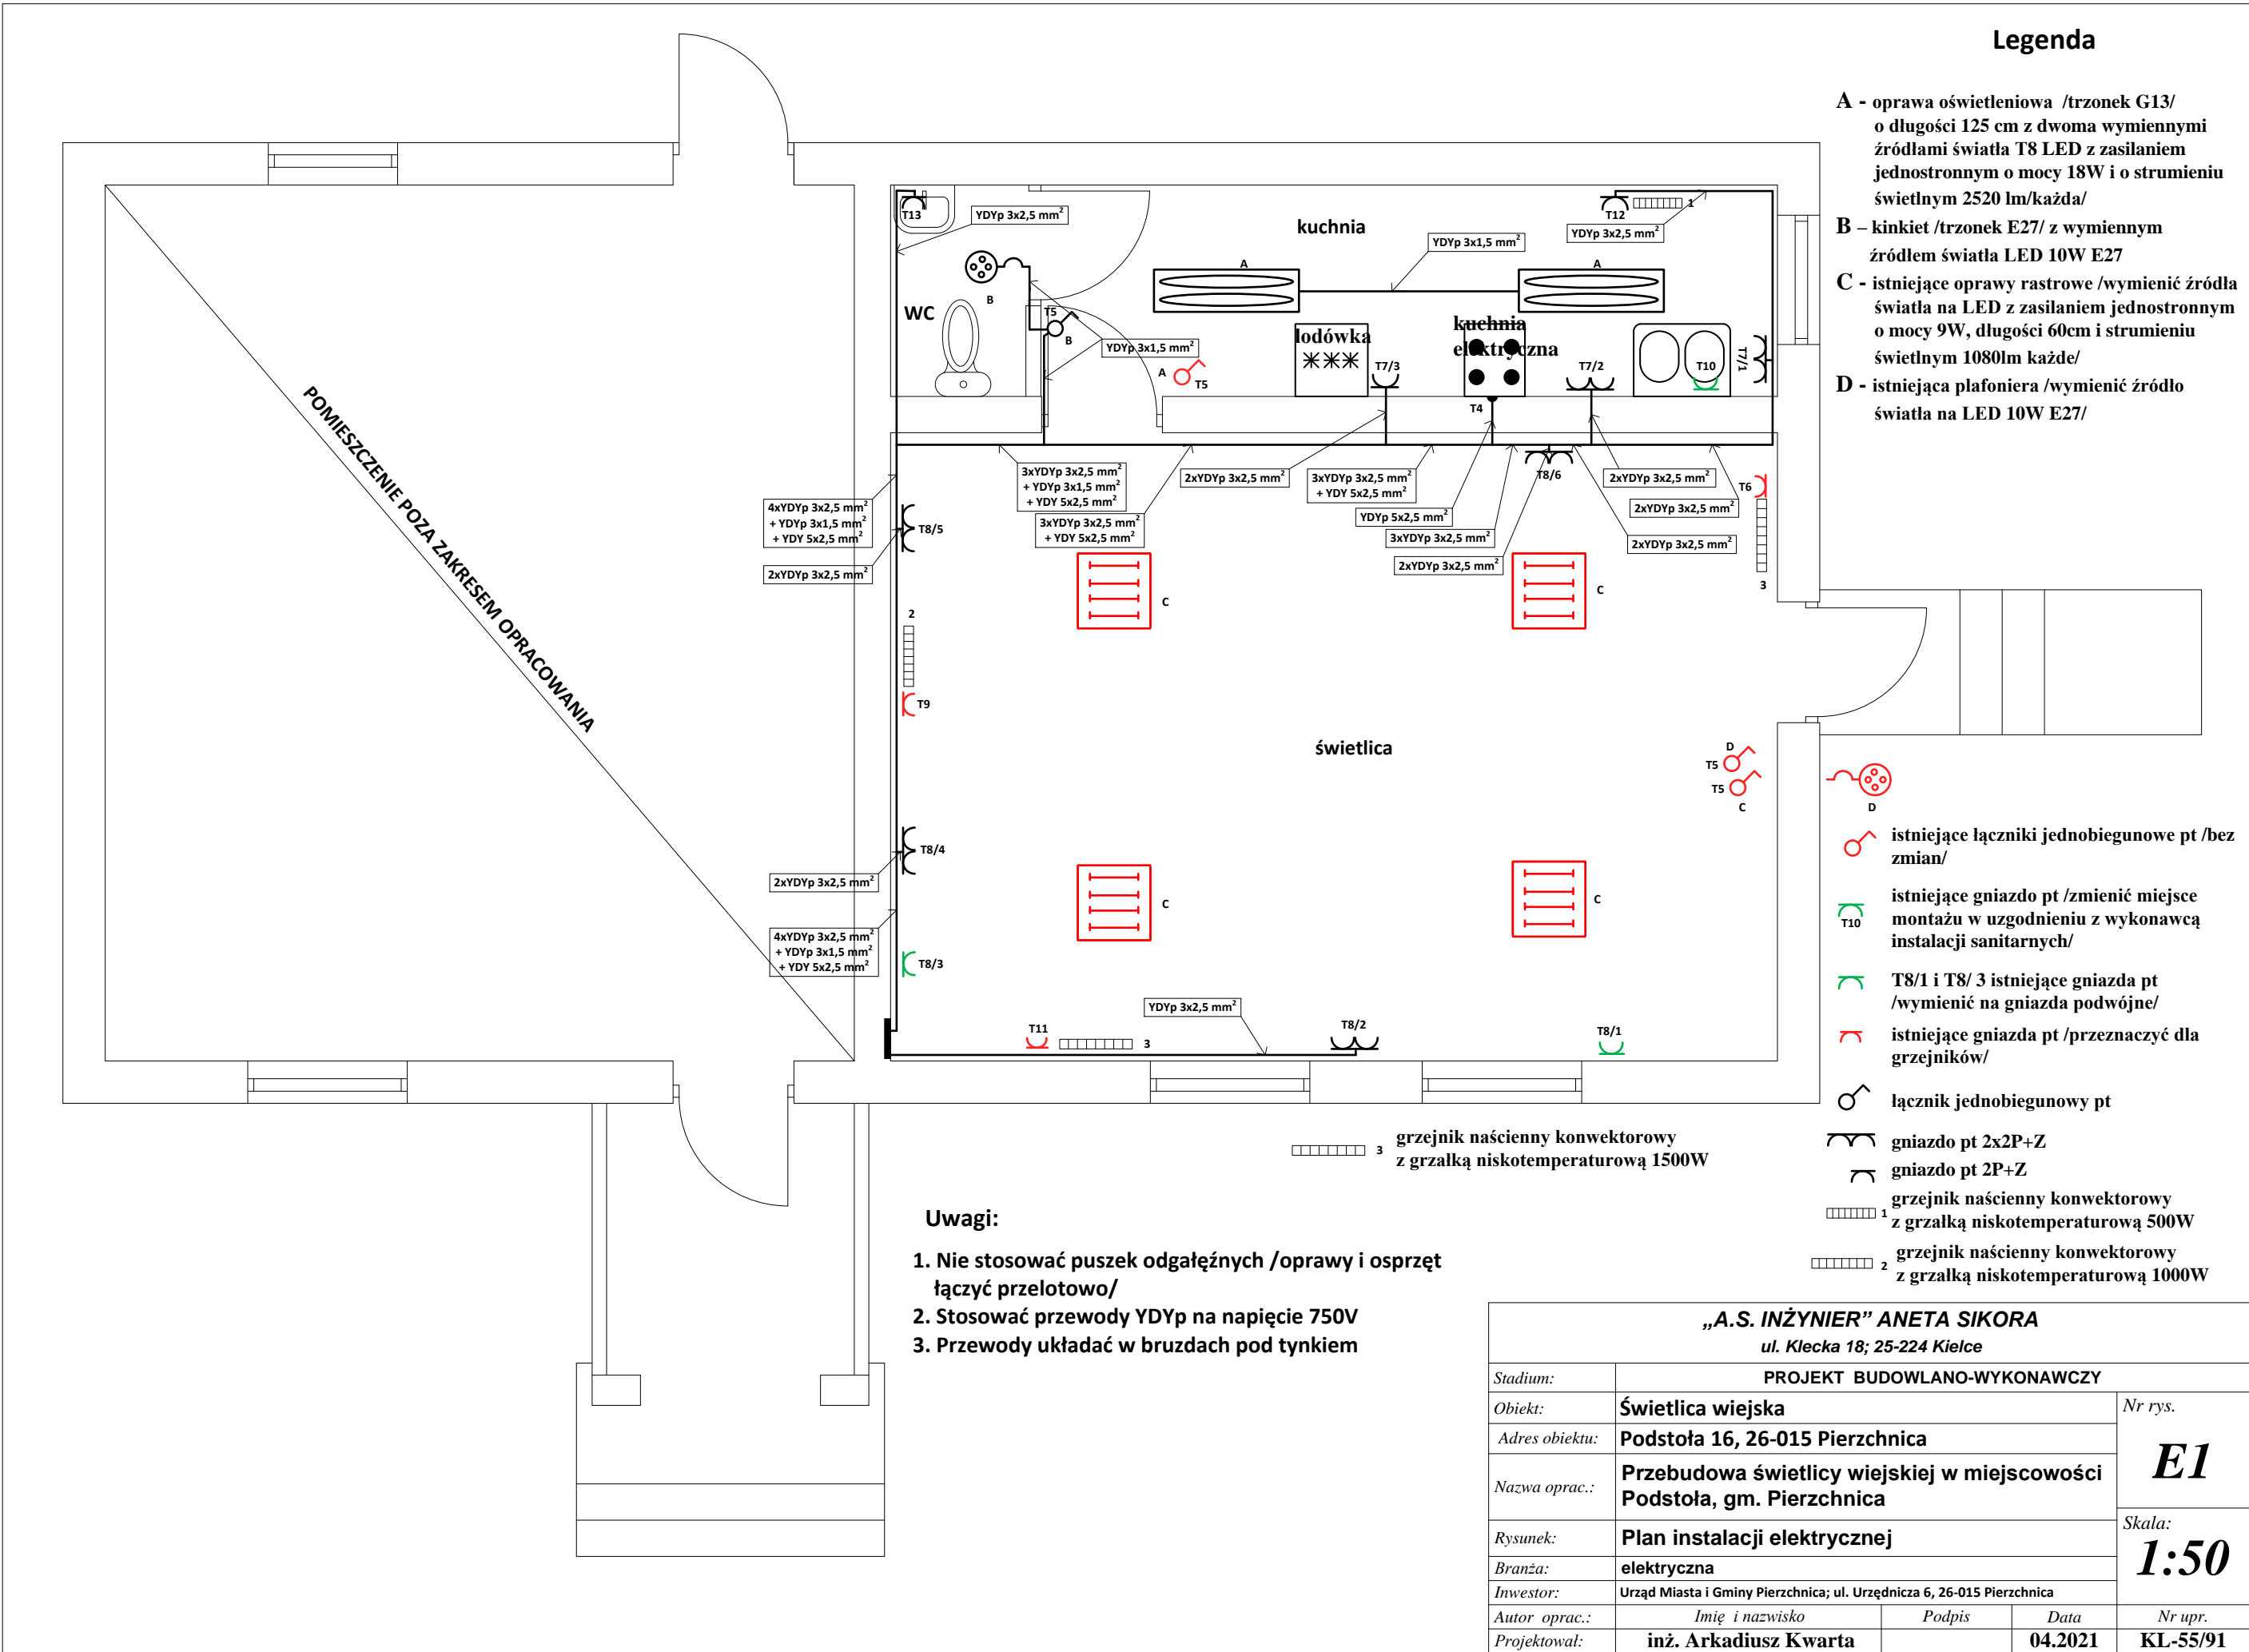 Legenda
A - oprawa oświetleniowa /trzonek G13/
o długości 125 cm z dwoma wymiennymi
źródłami światła T8 LED z zasilaniem
jednostronnym o mocy 18W i o strumieniu
świetlnym 2520 lm/każda/
B – kinkiet /trzonek E27/ z wymiennym
źródłem światła LED 10W E27
C - istniejące oprawy rastrowe /wymienić źródła
światła na LED z zasilaniem jednostronnym
o mocy 9W, długości 60cm i strumieniu
świetlnym 1080lm każde/
D - istniejąca plafoniera /wymienić źródło
światła na LED 10W E27/
T13
YDYp 3x2,5 mm²
kuchnia
T12
1
YDYp 3x2,5 mm²
YDYp 3x1,5 mm²
A
A
B
WC
T5
B
YDYp 3x1,5 mm²
A
T5
lodówka
kuchnia
elektryczna
T7/3
T7/2
T10
T7/1
T4
T8/6
3xYDYp 3x2,5 mm²
+ YDYp 3x1,5 mm²
+ YDY 5x2,5 mm²
3xYDYp 3x2,5 mm²
+ YDY 5x2,5 mm²
2xYDYp 3x2,5 mm²
3xYDYp 3x2,5 mm²
+ YDY 5x2,5 mm²
YDYp 5x2,5 mm²
3xYDYp 3x2,5 mm²
2xYDYp 3x2,5 mm²
2xYDYp 3x2,5 mm²
2xYDYp 3x2,5 mm²
2xYDYp 3x2,5 mm²
T6
3
4xYDYp 3x2,5 mm²
+ YDYp 3x1,5 mm²
+ YDY 5x2,5 mm²
T8/5
2xYDYp 3x2,5 mm²
POMIESZCZENIE POZA ZAKRESEM OPRACOWANIA
C
C
2
T9
świetlica
D
T5
T5
C
D
T8/4
2xYDYp 3x2,5 mm²
C
C
4xYDYp 3x2,5 mm²
+ YDYp 3x1,5 mm²
+ YDY 5x2,5 mm²
T8/3
YDYp 3x2,5 mm²
T11
3
T8/2
T8/1
istniejące łączniki jednobiegunowe pt /bez
zmian/
T10
istniejące gniazdo pt /zmienić miejsce
montażu w uzgodnieniu z wykonawcą
instalacji sanitarnych/
T8/1 i T8/ 3 istniejące gniazda pt
/wymienić na gniazda podwójne/
istniejące gniazda pt /przeznaczyć dla
grzejników/
łącznik jednobiegunowy pt
gniazdo pt 2x2P+Z
gniazdo pt 2P+Z
1
grzejnik naścienny konwektorowy
z grzałką niskotemperaturową 500W
2
grzejnik naścienny konwektorowy
z grzałką niskotemperaturową 1000W
3
grzejnik naścienny konwektorowy
z grzałką niskotemperaturową 1500W
Uwagi:
1. Nie stosować puszek odgałęźnych /oprawy i osprzęt
łączyć przelotowo/
2. Stosować przewody YDYp na napięcie 750V
3. Przewody układać w bruzdach pod tynkiem
„A.S. INŻYNIER” ANETA SIKORA
ul. Klecka 18; 25-224 Kielce
Stadium: PROJEKT BUDOWLANO-WYKONAWCZY
Obiekt: Świetlica wiejska
Nr rys.
E1
Adres obiektu: Podstoła 16, 26-015 Pierzchnica
Nazwa oprac.: Przebudowa świetlicy wiejskiej w miejscowości
Podstoła, gm. Pierzchnica
Rysunek: Plan instalacji elektrycznej
Skala:
1:50
Branża: elektryczna
Inwestor: Urząd Miasta i Gminy Pierzchnica; ul. Urzędnicza 6, 26-015 Pierzchnica
Autor oprac.: Imię i nazwisko Podpis Data Nr upr.
Projektował: inż. Arkadiusz Kwarta 04.2021 KL-55/91